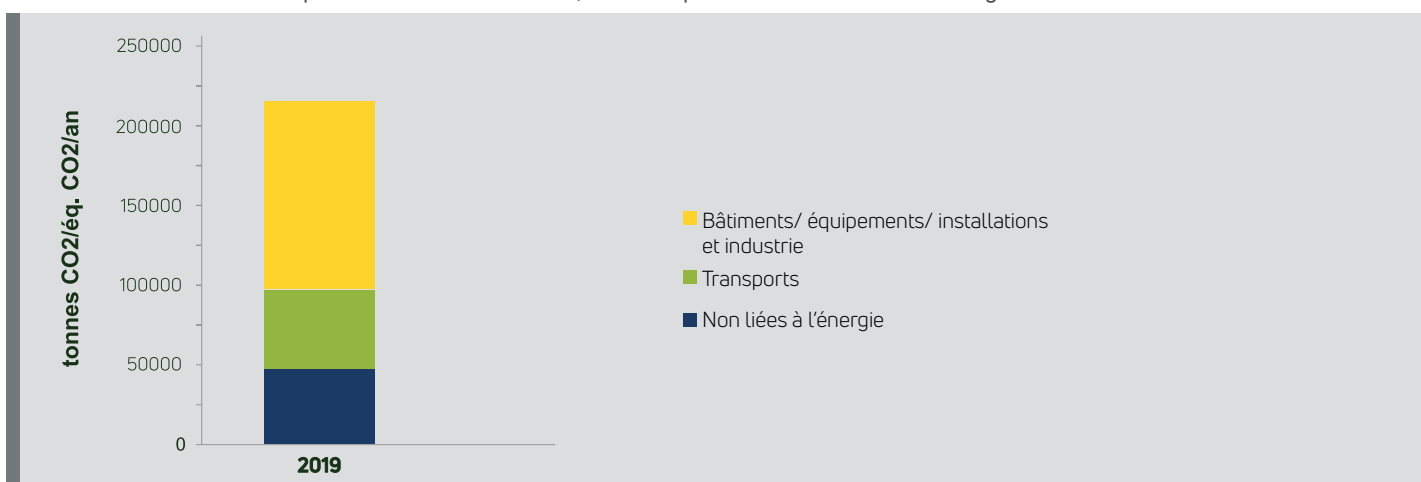 250000
200000
150000
100000
50000
0
tonnes CO2/éq. CO2/an
2019
Bâtiments/ équipements/ installations
et industrie
Transports
Non liées à l'énergie